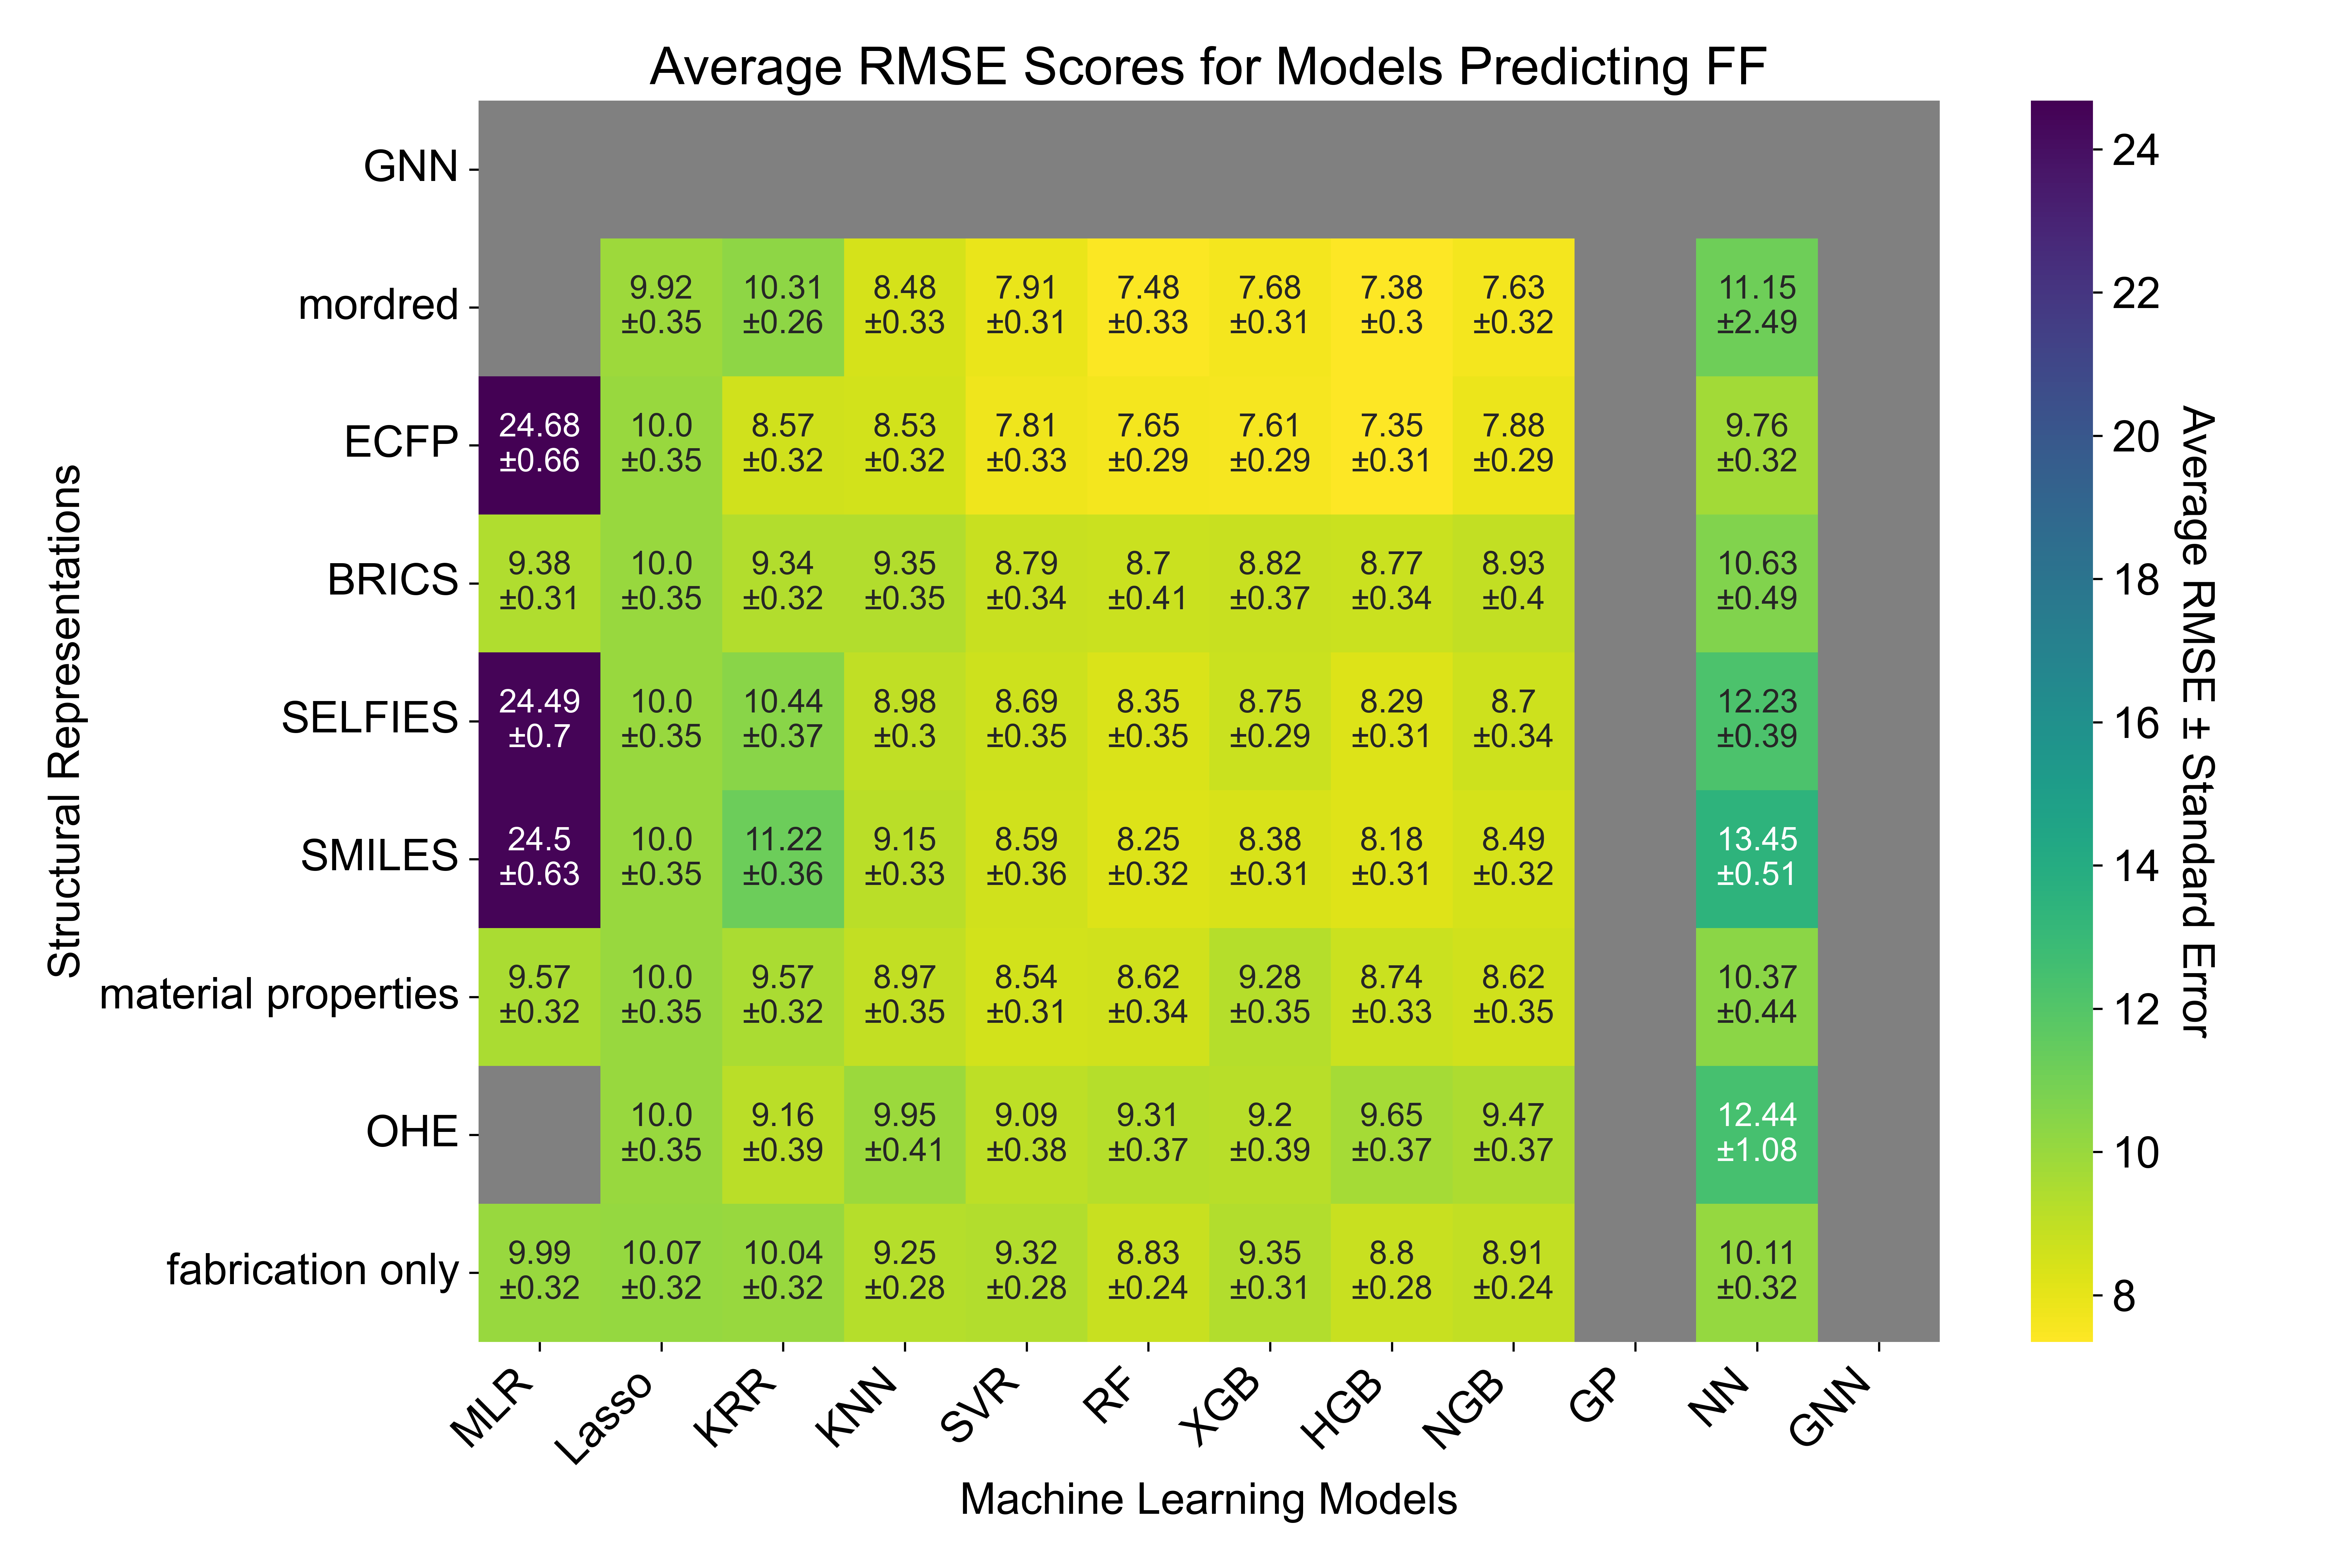 Average RMSE Scores for Models Predicting FF
GNN
mordred
9.92 10.31 8.48 7.91 7.48 7.68 7.38 7.63 11.15
±0.35 ±0.26 ±0.33 ±0.31 ±0.33 ±0.31 ±0.3 ±0.32 ±2.49
ECFP
24.68 10.0 8.57 8.53 7.81 7.65 7.61 7.35 7.88 9.76
±0.66 ±0.35 ±0.32 ±0.32 ±0.33 ±0.29 ±0.29 ±0.31 ±0.29 ±0.32
BRICS
9.38 10.0 9.34 9.35 8.79 8.7 8.82 8.77 8.93 10.63
±0.31 ±0.35 ±0.32 ±0.35 ±0.34 ±0.41 ±0.37 ±0.34 ±0.4 ±0.49
SELFIES
24.49 10.0 10.44 8.98 8.69 8.35 8.75 8.29 8.7 12.23
±0.7 ±0.35 ±0.37 ±0.3 ±0.35 ±0.35 ±0.29 ±0.31 ±0.34 ±0.39
SMILES
24.5 10.0 11.22 9.15 8.59 8.25 8.38 8.18 8.49 13.45
±0.63 ±0.35 ±0.36 ±0.33 ±0.36 ±0.32 ±0.31 ±0.31 ±0.32 ±0.51
material properties
9.57 10.0 9.57 8.97 8.54 8.62 9.28 8.74 8.62 10.37
±0.32 ±0.35 ±0.32 ±0.35 ±0.31 ±0.34 ±0.35 ±0.33 ±0.35 ±0.44
OHE
10.0 9.16 9.95 9.09 9.31 9.2 9.65 9.47 12.44
±0.35 ±0.39 ±0.41 ±0.38 ±0.37 ±0.39 ±0.37 ±0.37 ±1.08
fabrication only
9.99 10.07 10.04 9.25 9.32 8.83 9.35 8.8 8.91 10.11
±0.32 ±0.32 ±0.32 ±0.28 ±0.28 ±0.24 ±0.31 ±0.28 ±0.24 ±0.32
MLR Lasso KRR KNN SVR RF XGB HGB NGB GP NN GNN
Machine Learning Models
Structural Representations
24
22
20
18
16
14
12
10
8
Average RMSE ± Standard Error